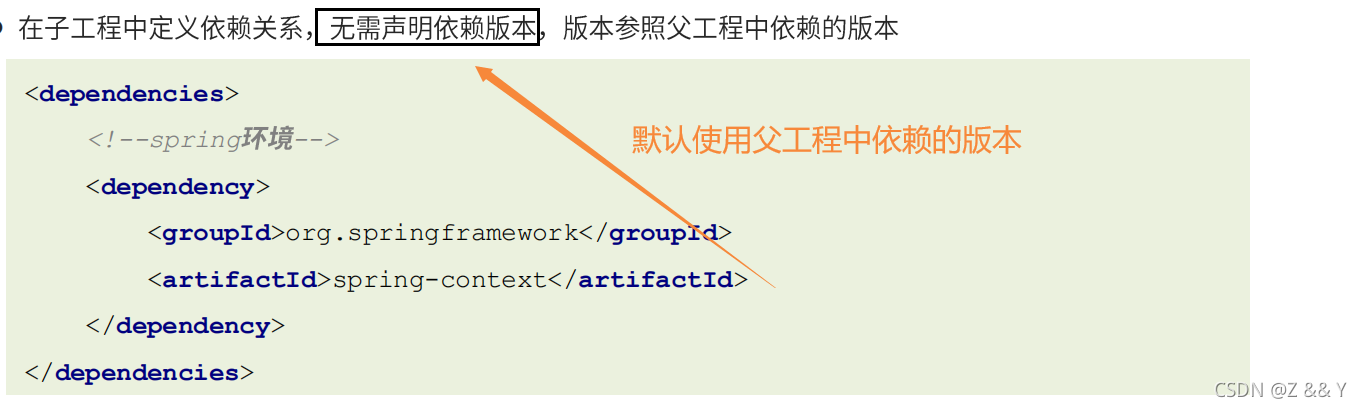 在子工程中定义依赖关系，无需声明依赖版本，版本参照父工程中依赖的版本
<dependencies>
<!--spring环境-->
默认使用父工程中依赖的版本
<dependency>
<groupId>org.springframework</groupId>
<artifactId>spring-context</artifactId>
</dependency>
</dependencies>
CSDN @Z && Y